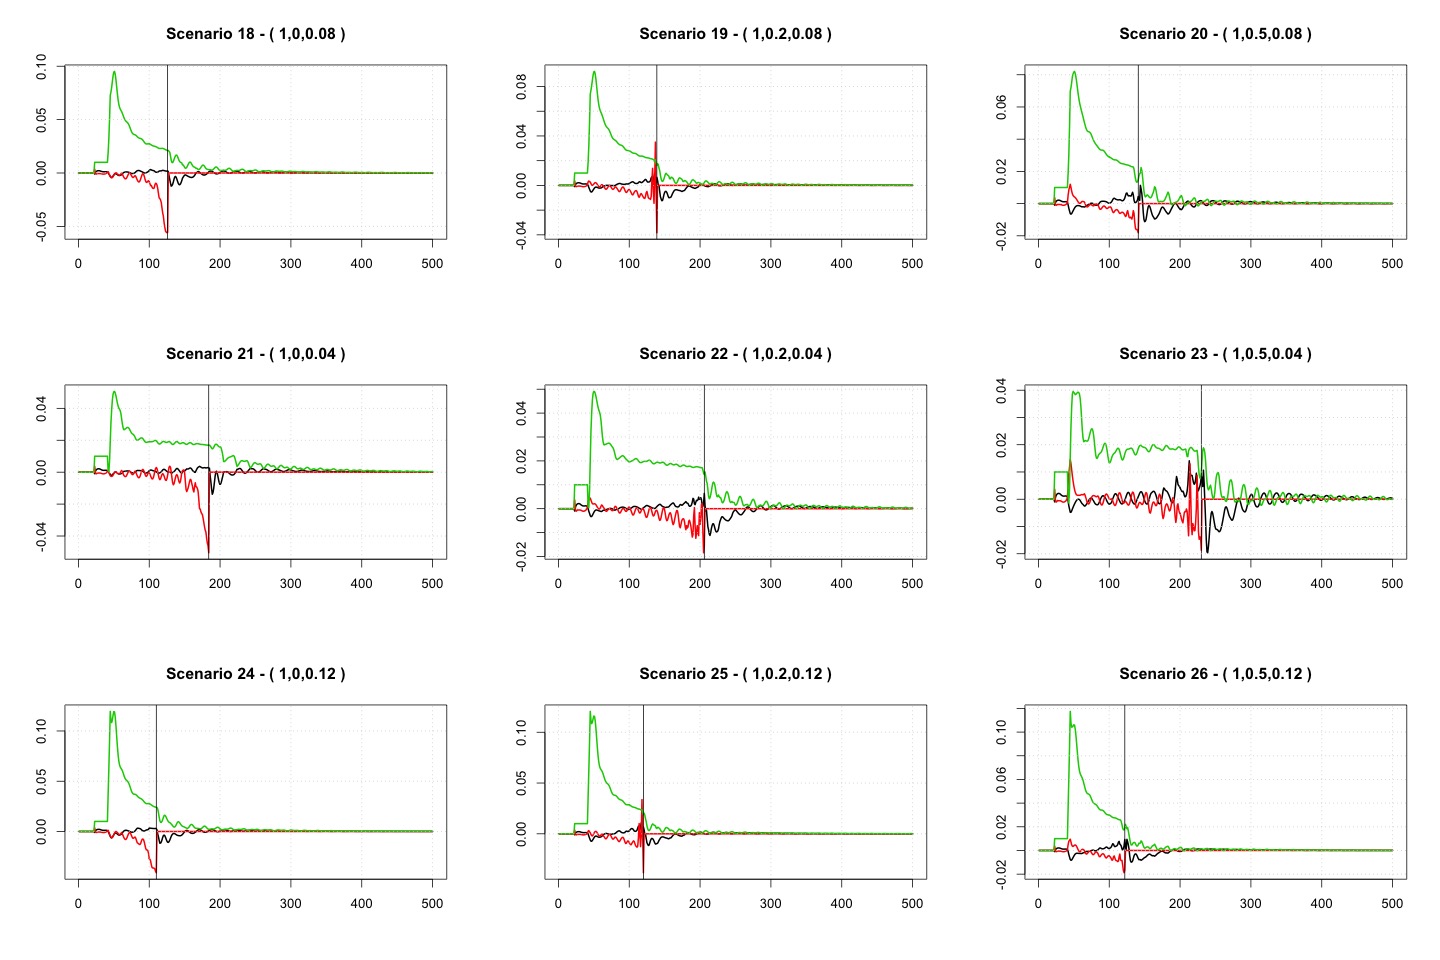 Scenario 18 - ( 1,0,0.08 )
Scenario 19 - ( 1,0.2,0.08 )
Scenario 20 - ( 1,0.5,0.08 )
-0.05 0.00 0.05 0.10
0 100 200 300 400 500
-0.04 0.00 0.04 0.08
0 100 200 300 400 500
-0.02 0.02 0.06
0 100 200 300 400 500
Scenario 21 - ( 1,0,0.04 )
Scenario 22 - ( 1,0.2,0.04 )
Scenario 23 - ( 1,0.5,0.04 )
-0.04 0.00 0.04
0 100 200 300 400 500
-0.02 0.00 0.02 0.04
0 100 200 300 400 500
-0.02 0.00 0.02 0.04
0 100 200 300 400 500
Scenario 24 - ( 1,0,0.12 )
Scenario 25 - ( 1,0.2,0.12 )
Scenario 26 - ( 1,0.5,0.12 )
0.00 0.05 0.10
0 100 200 300 400 500
0.00 0.05 0.10
0 100 200 300 400 500
-0.02 0.02 0.06 0.10
0 100 200 300 400 500